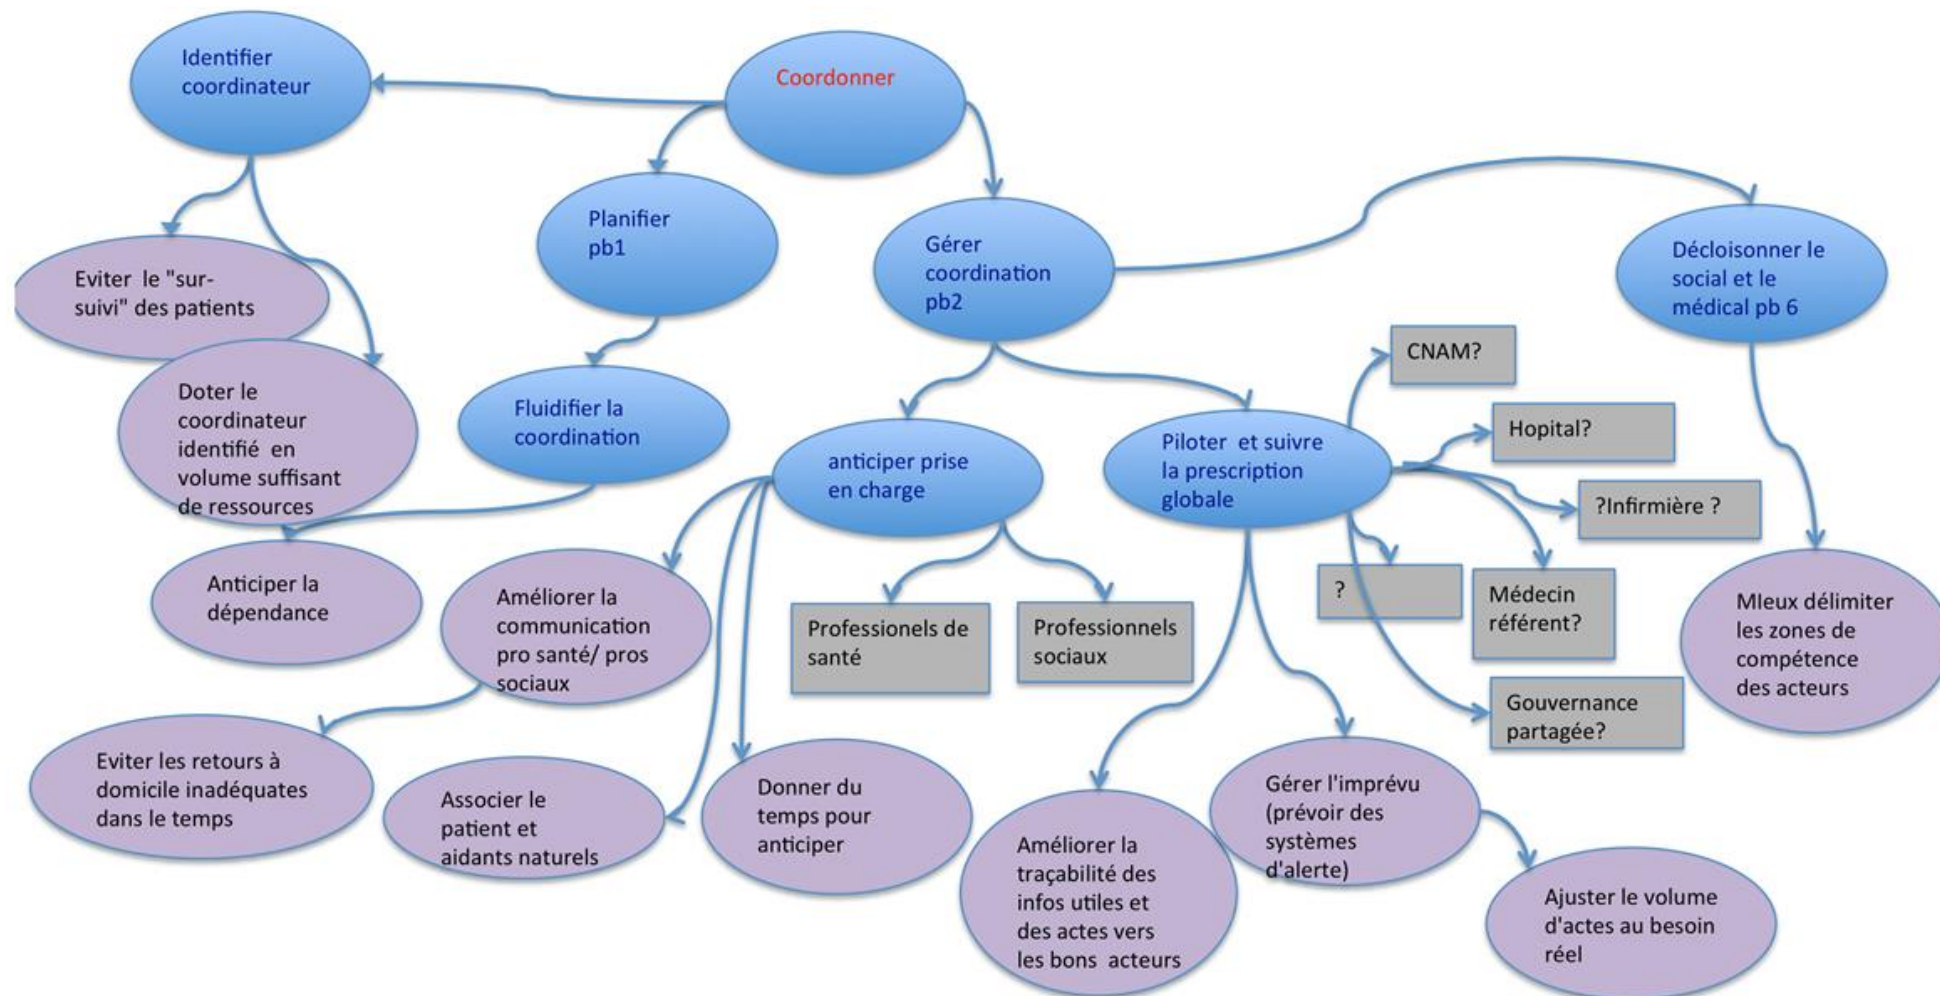 Identifier
coordinateur
Coordonner
Planifier
pb1
Gérer
coordination
pb2
Décloisonner le
social et le
médical pb 6
Eviter le "sur-
suivi" des patients
CNAM?
Doter le
coordinateur
identifié en
volume suffisant
de ressources
Fluidifier la
coordination
anticiper prise
en charge
Piloter et suivre
la prescription
globale
Hopital?
?Infirmière ?
Anticiper la
dépendance
Améliorer la
communication
pro santé/ pros
sociaux
Professionels de
santé
Professionnels
sociaux
?
Médecin
référent?
MIeux délimiter
les zones de
compétence
des acteurs
Gouvernance
partagée?
Eviter les retours à
domicile inadéquates
dans le temps
Associer le
patient et
aidants naturels
Donner du
temps pour
anticiper
Améliorer la
traçabilité des
infos utiles et
des actes vers
les bons acteurs
Gérer l'imprévu
(prévoir des
systèmes
d'alerte)
Ajuster le volume
d'actes au besoin
réel